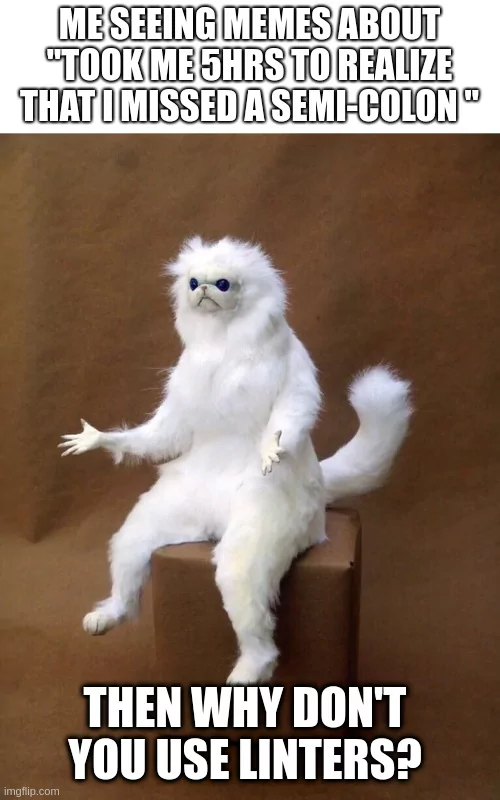 ME SEEING MEMES ABOUT
"TOOK ME 5HRS TO REALIZE
THAT I MISSED A SEMI-COLON "
THEN WHY DON'T
YOU USE LINTERS?
imgflip.com